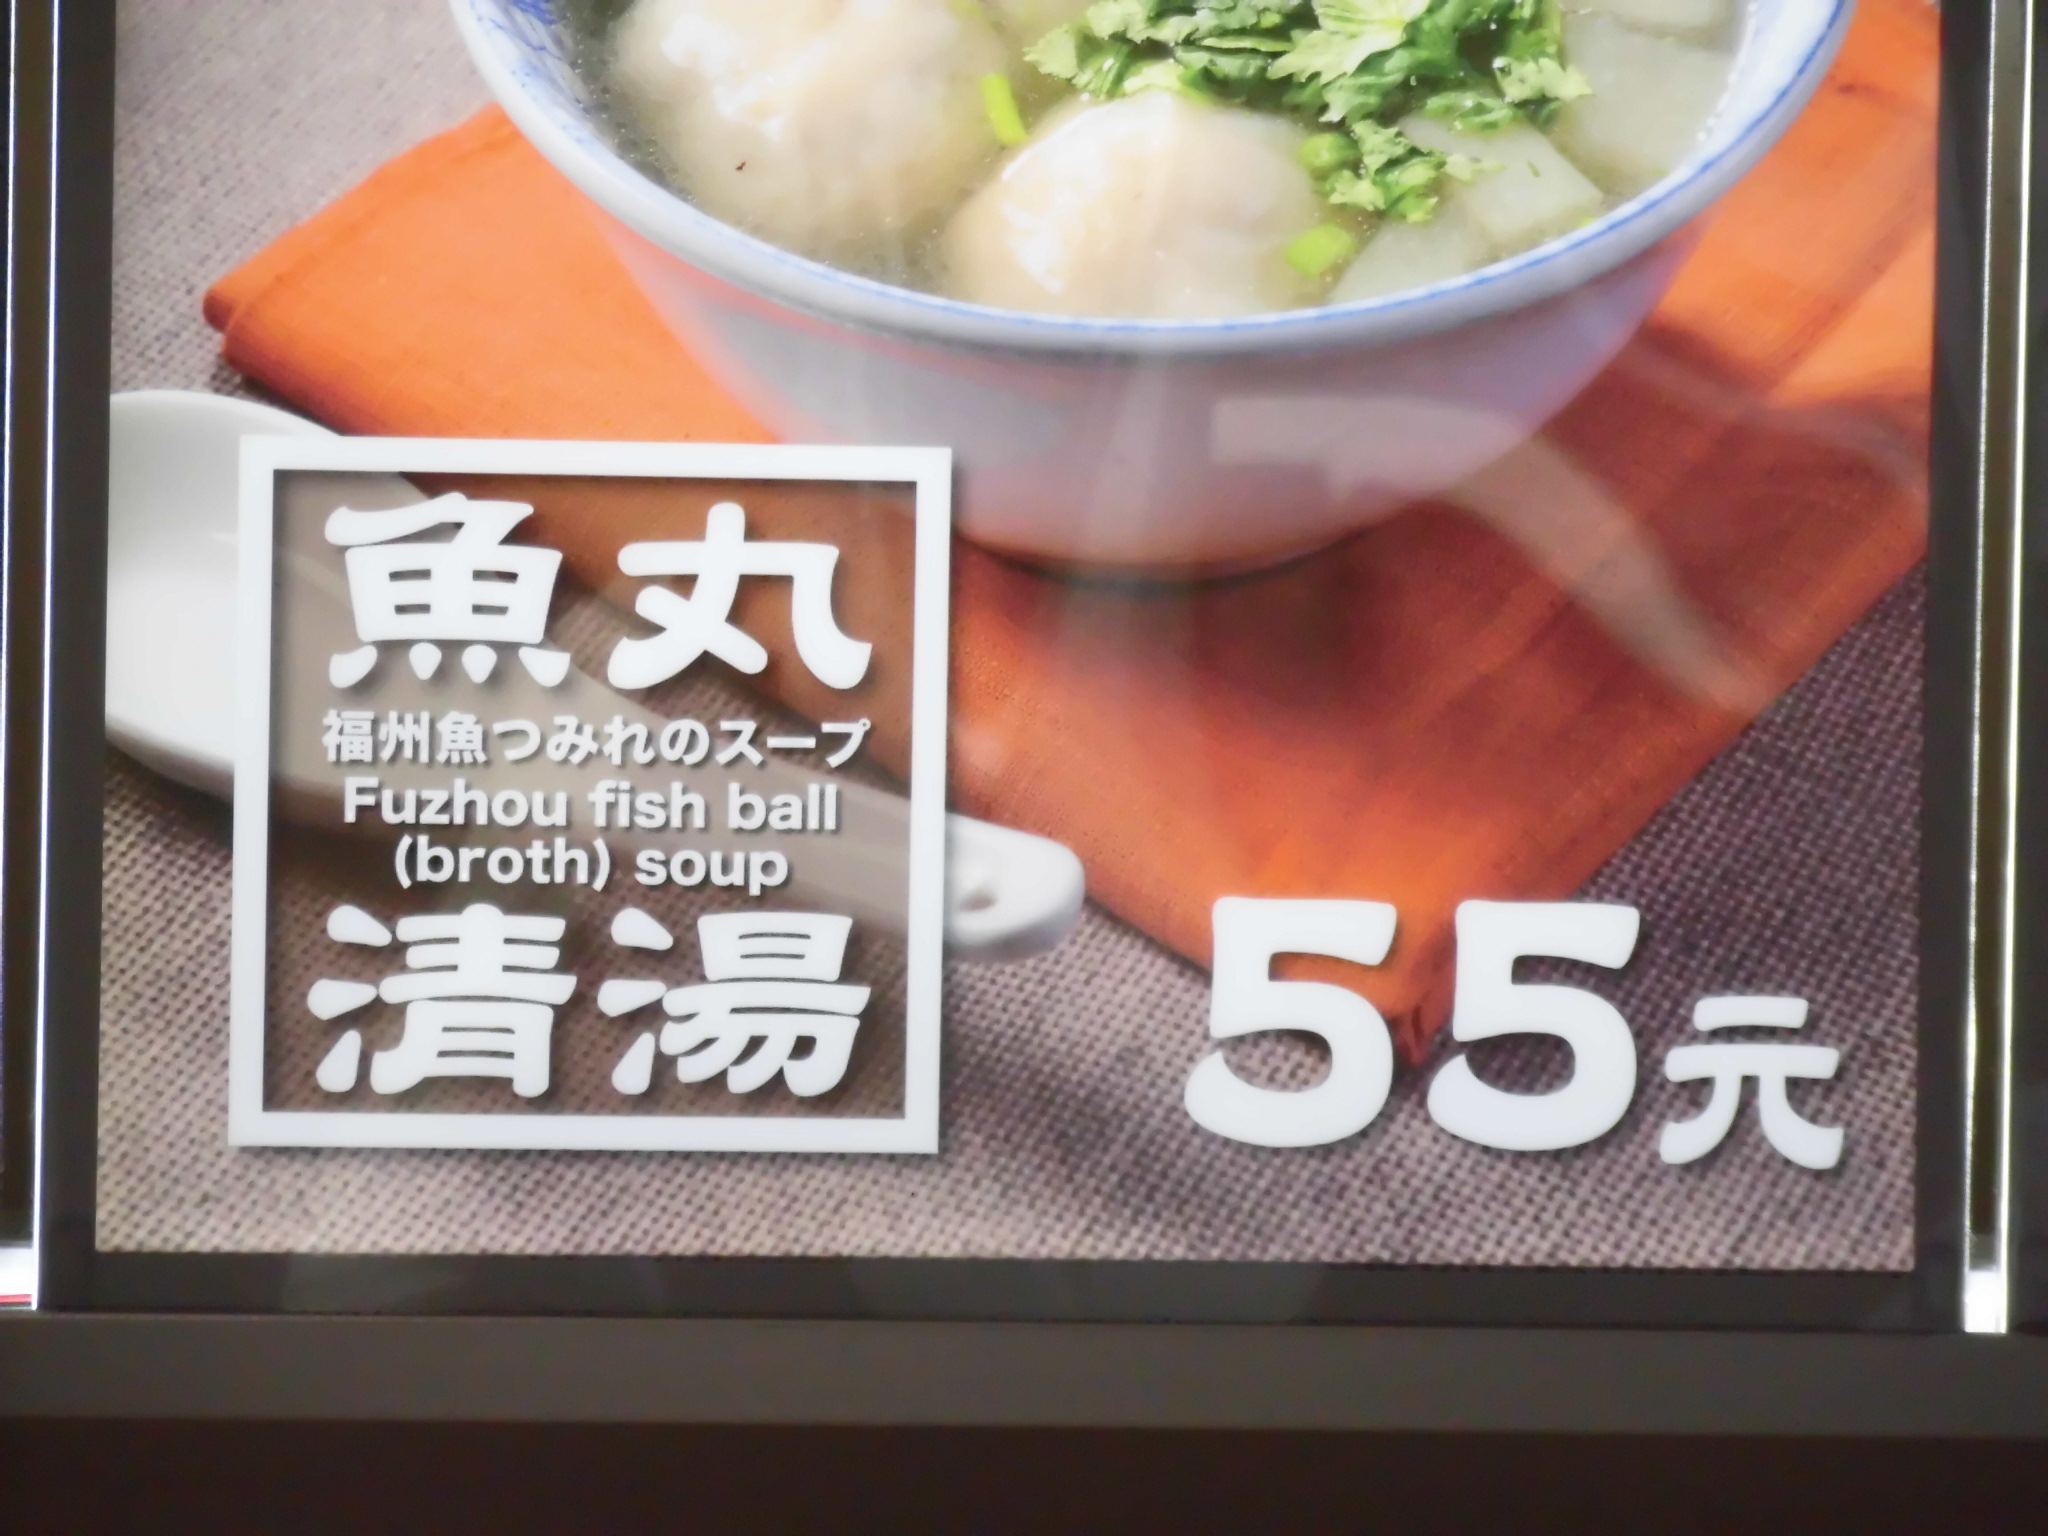 魚丸
福州魚つみれのスープ
Fuzhou fish ball
(broth) soup
清湯
55元